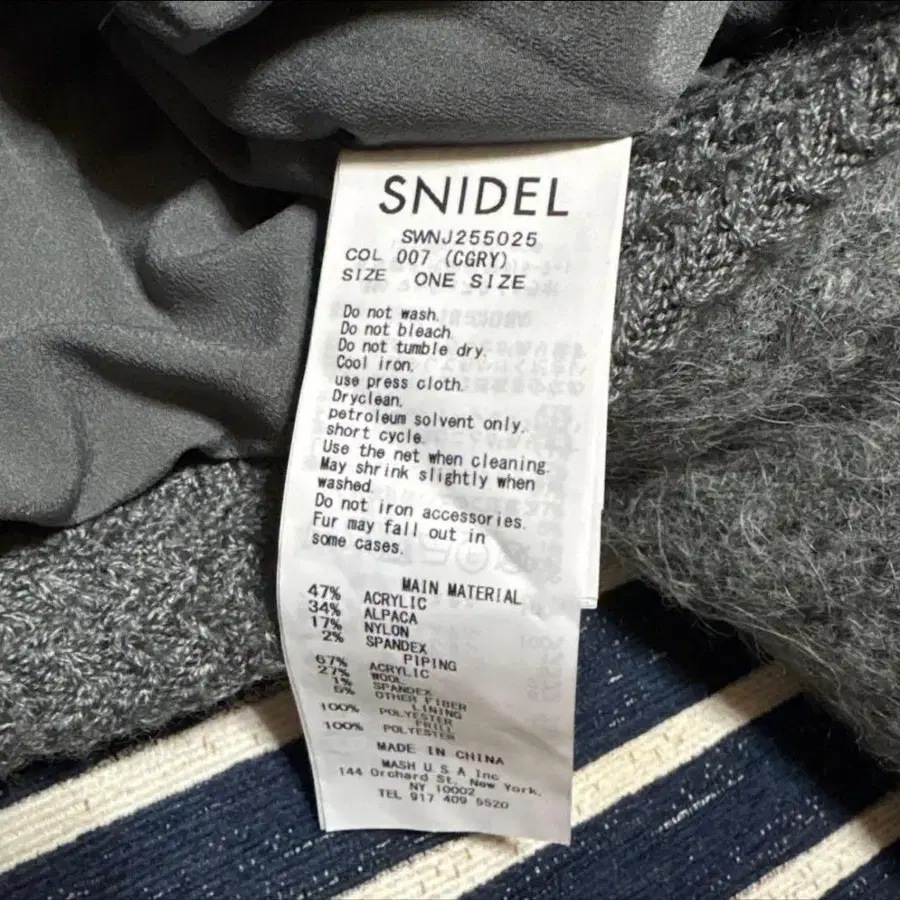 SNIDEL
SWNJ255025
COL 007 (CGRY)
SIZE ONE SIZE
Do not wash.
Do not bleach.
Do not tumble dry.
Cool iron.
use press cloth.
Dryclean.
petroleum solvent only.
short cycle.
Use the net when cleaning.
May shrink slightly when
washed.
Do not iron accessories.
Fur may fall out in
some cases.
MAIN MATERIAL
47% ACRYLIC
34% ALPACA
17% NYLON
2% SPANDEX
PIPING
67% ACRYLIC
27% WOOL
1% SPANDEX
5% OTHER FIBER
LINING
100% POLYESTER
FRILL
100% POLYESTER
MADE IN CHINA
MASH U S A Inc
144 Orchard St. New York.
NY 10002
TEL 917 409 5520